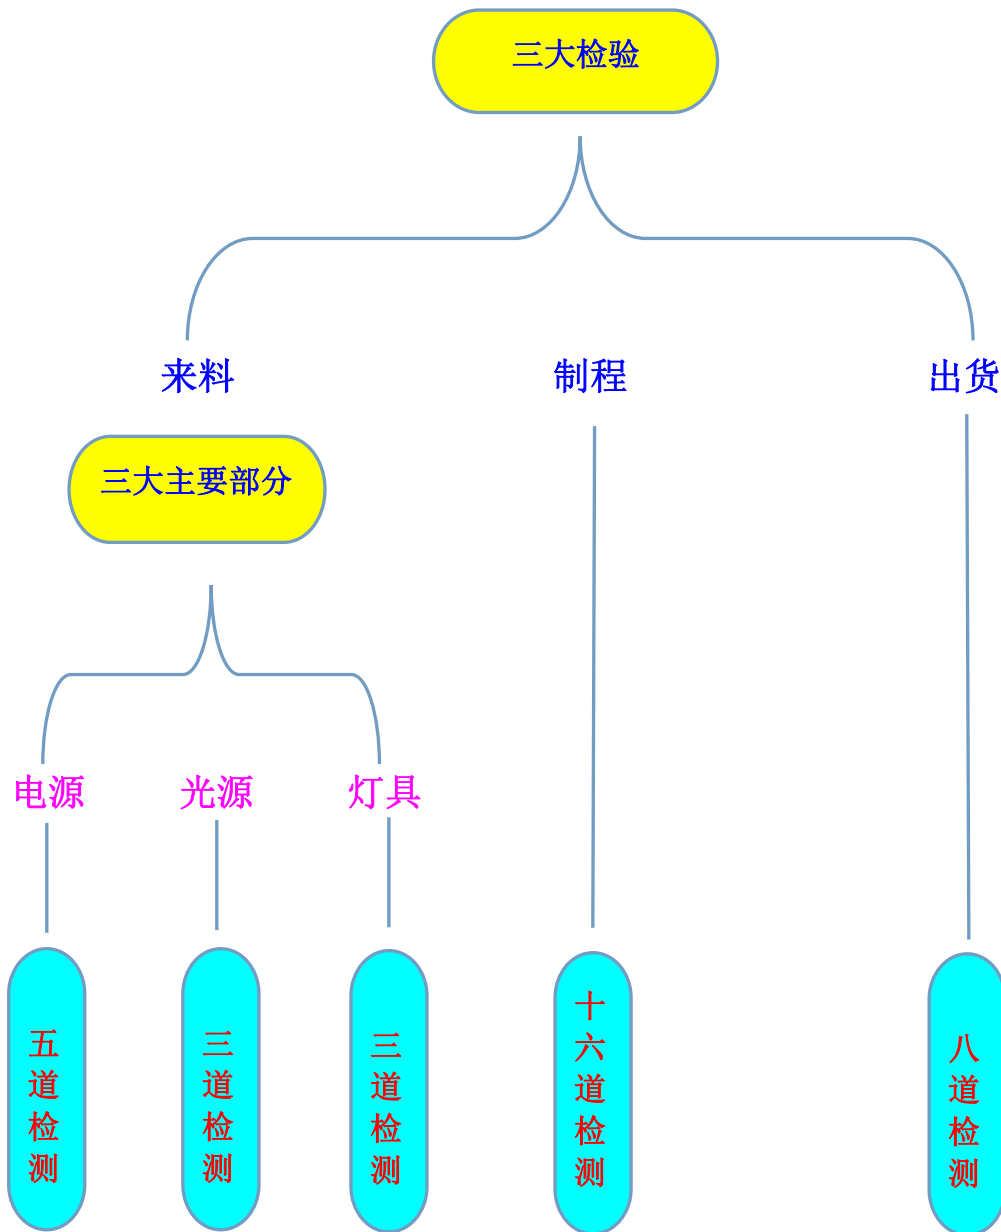 三大检验
来料
制程
出货
三大主要部分
电源
光源
灯具
五道检测
三道检测
三道检测
十六道检测
八道检测